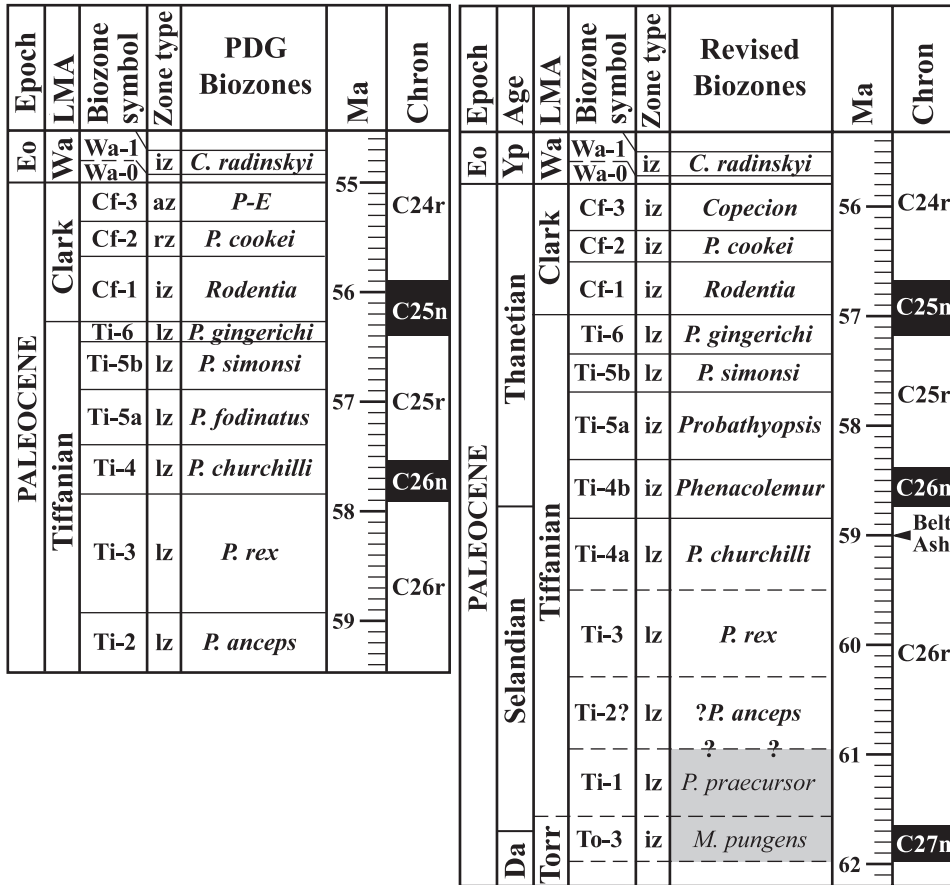 Epoch
LMA
Biozone symbol
Zone type
PDG Biozones
Ma
Chron
Eo
Wa
Wa-1
Wa-0
iz
C. radinskyi
PALEOCENE
Clark
Cf-3 az P-E
Cf-2 rz P. cookei
Cf-1 iz Rodentia
Tiffanian
Ti-6 lz P. gingerichi
Ti-5b lz P. simonsi
Ti-5a lz P. fodinatus
Ti-4 lz P. churchilli
Ti-3 lz P. rex
Ti-2 lz P. anceps
55
56
57
58
59
C24r
C25n
C25r
C26n
C26r
Epoch
Age
LMA
Biozone symbol
Zone type
Revised Biozones
Ma
Chron
Eo
Yp
Wa
Wa-1
Wa-0
iz
C. radinskyi
PALEOCENE
Thanetian
Selandian
Da
Clark
Cf-3 iz Copecion
Cf-2 iz P. cookei
Cf-1 iz Rodentia
Tiffanian
Ti-6 lz P. gingerichi
Ti-5b lz P. simonsi
Ti-5a iz Probathyopsis
Ti-4b iz Phenacolemur
Ti-4a lz P. churchilli
Ti-3 lz P. rex
Ti-2? lz ?P. anceps
? ?
Ti-1 lz P. praecursor
Torr
To-3 iz M. pungens
56
57
58
59
60
61
62
C24r
C25n
C25r
C26n
Belt
Ash
C26r
C27n